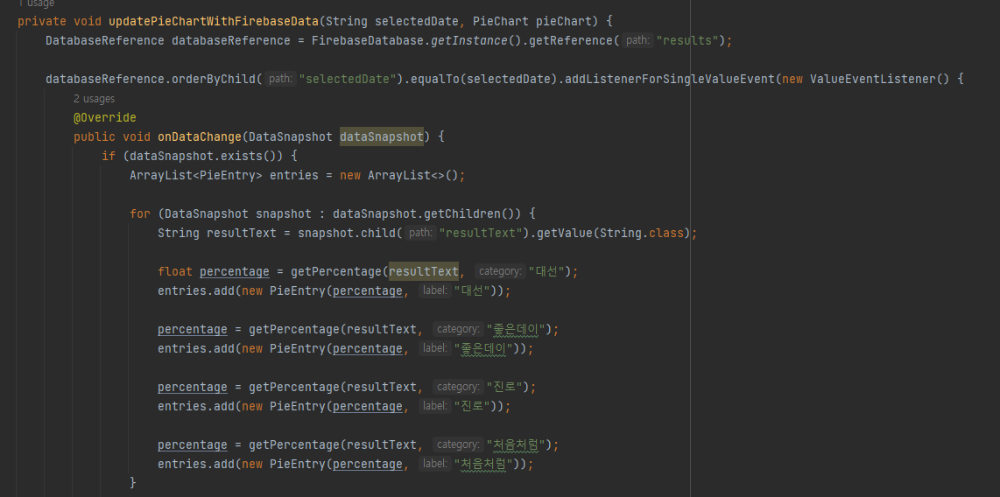 1 usage
private void updatePieChartWithFirebaseData(String selectedDate, PieChart pieChart) {
DatabaseReference databaseReference = FirebaseDatabase.getInstance().getReference( path: "results");
databaseReference.orderByChild( path: "selectedDate").equalTo(selectedDate).addListenerForSingleValueEvent(new ValueEventListener() {
2 usages
@Override
public void onDataChange(DataSnapshot dataSnapshot) {
if (dataSnapshot.exists()) {
ArrayList<PieEntry> entries = new ArrayList<>();
for (DataSnapshot snapshot : dataSnapshot.getChildren()) {
String resultText = snapshot.child( path: "resultText").getValue(String.class);
float percentage = getPercentage(resultText, category: "대선");
entries.add(new PieEntry(percentage, label: "대선"));
percentage = getPercentage(resultText, category: "좋은데이");
entries.add(new PieEntry(percentage, label: "좋은데이"));
percentage = getPercentage(resultText, category: "진로");
entries.add(new PieEntry(percentage, label: "진로"));
percentage = getPercentage(resultText, category: "처음처럼");
entries.add(new PieEntry(percentage, label: "처음처럼"));
}